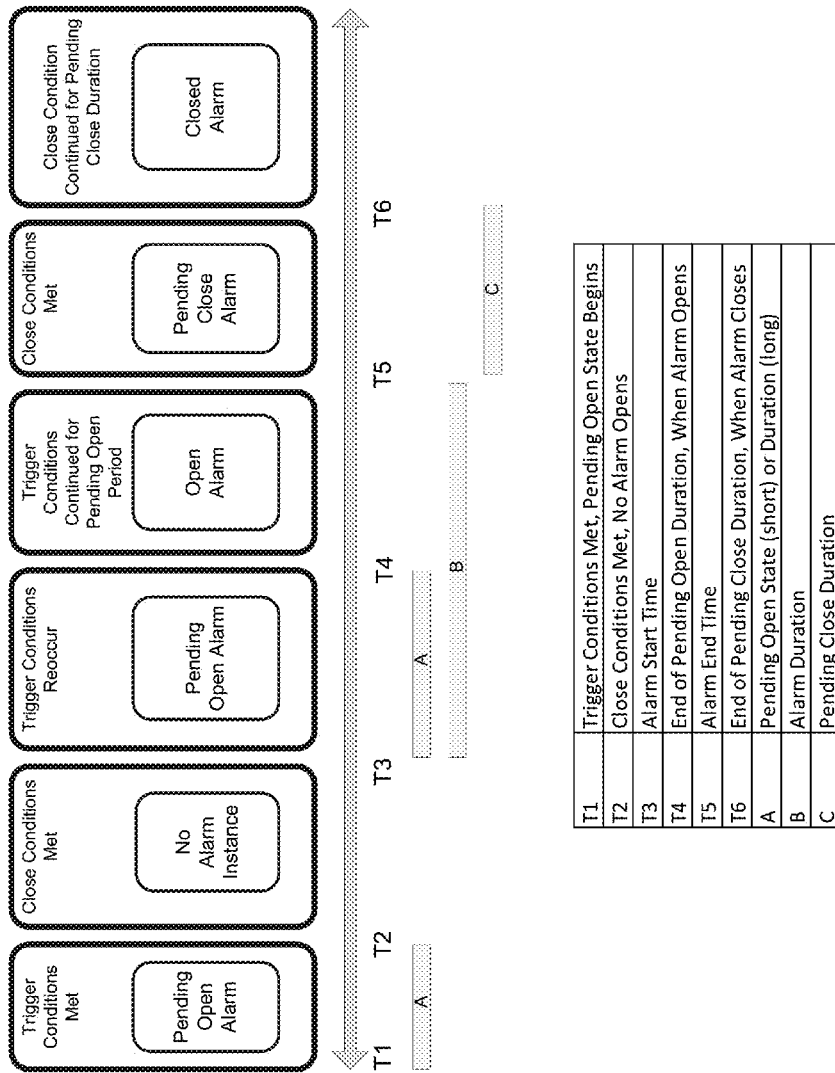 Trigger
Conditions
Met
Pending
Open
Alarm
Close Conditions
Met
No
Alarm
Instance
Trigger Conditions
Reoccur
Pending
Open Alarm
Trigger
Conditions
Continued for
Pending Open
Period
Open
Alarm
Close Conditions
Met
Pending
Close
Alarm
Close Condition
Continued for Pending
Close Duration
Closed
Alarm
T1
T2
T3
T4
T5
T6
A
A
B
C
T1 Trigger Conditions Met, Pending Open State Begins
T2 Close Conditions Met, No Alarm Opens
T3 Alarm Start Time
T4 End of Pending Open Duration, When Alarm Opens
T5 Alarm End Time
T6 End of Pending Close Duration, When Alarm Closes
A Pending Open State (short) or Duration (long)
B Alarm Duration
C Pending Close Duration